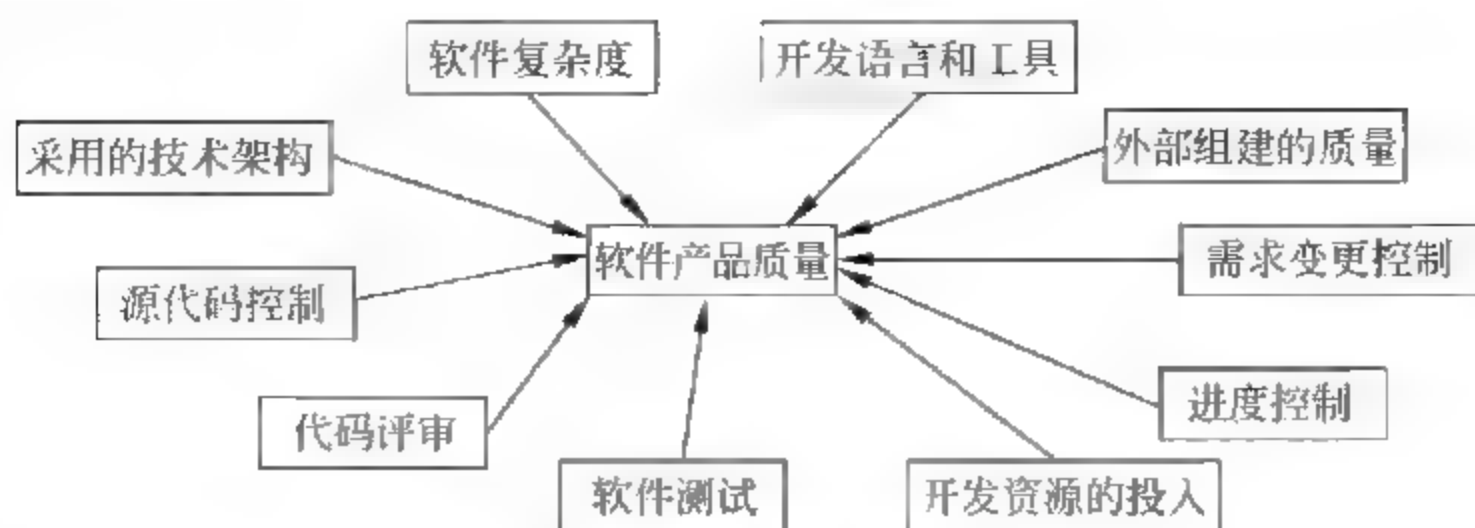 软件复杂度
开发语言和工具
采用的技术架构
外部组建的质量
软件产品质量
需求变更控制
源代码控制
进度控制
代码评审
软件测试
开发资源的投入